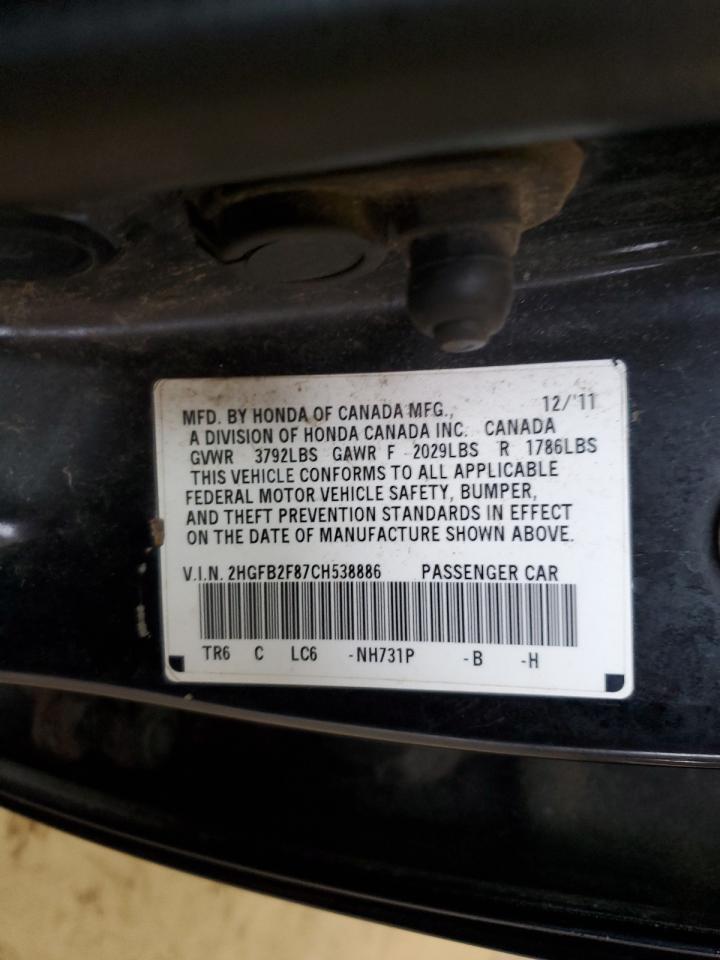 MFD. BY HONDA OF CANADA MFG., 12/'11
A DIVISION OF HONDA CANADA INC. CANADA
GVWR 3792LBS GAWR F 2029LBS R 1786LBS
THIS VEHICLE CONFORMS TO ALL APPLICABLE
FEDERAL MOTOR VEHICLE SAFETY, BUMPER,
AND THEFT PREVENTION STANDARDS IN EFFECT
ON THE DATE OF MANUFACTURE SHOWN ABOVE.
V.I.N. 2HGFB2F87CH538886 PASSENGER CAR
TR6 C LC6 -NH731P -B -H